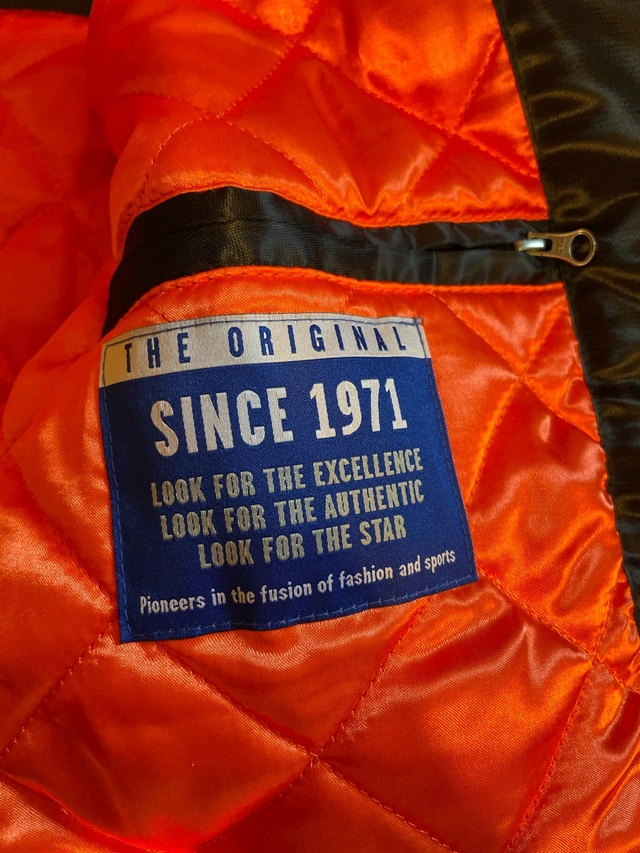 THE ORIGINAL
SINCE 1971
LOOK FOR THE EXCELLENCE
LOOK FOR THE AUTHENTIC
LOOK FOR THE STAR
Pioneers in the fusion of fashion and sports